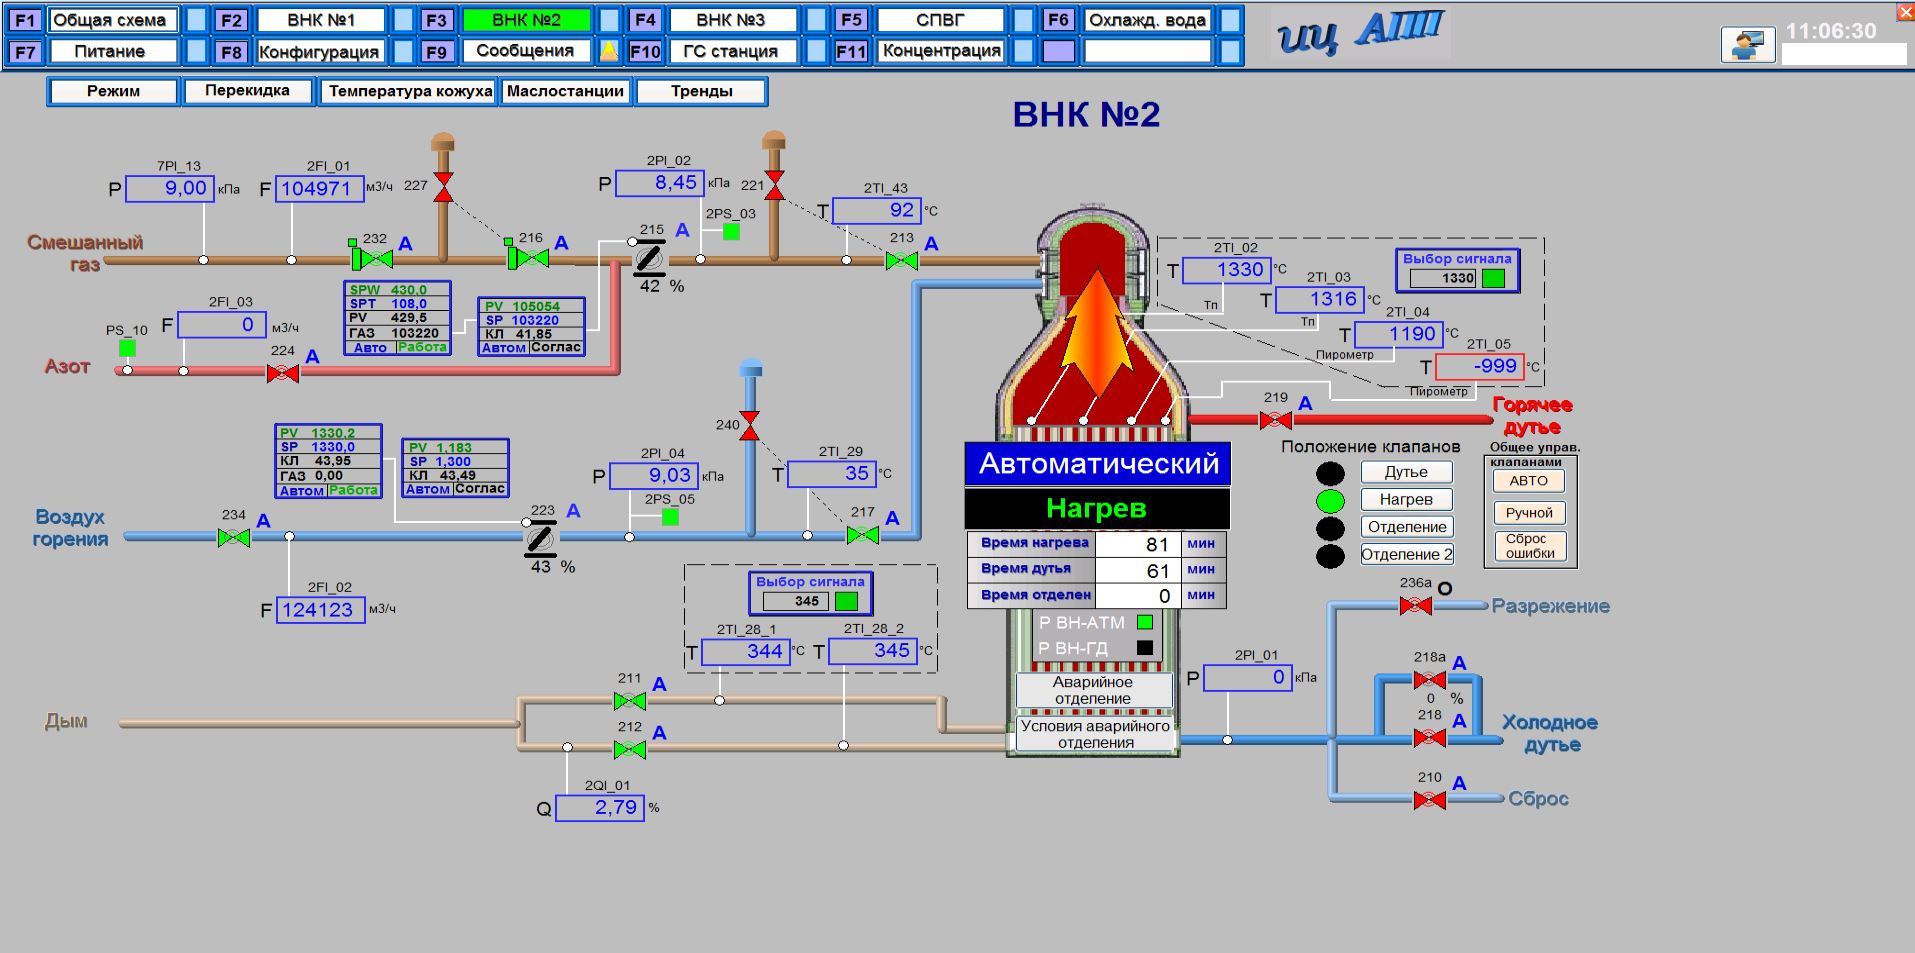 F1 Общая схема F2 ВНК №1 F3 ВНК №2 F4 ВНК №3 F5 СПВГ F6 Охлажд. вода
F7 Питание F8 Конфигурация F9 Сообщения F10 ГС станция F11 Концентрация
иц АПП
11:06:30
Режим Перекидка Температура кожуха Маслостанции Тренды
ВНК №2
7PI_13
P 9,00 кПа
2FI_01
F 104971 м3/ч
227
2PI_02
P 8,45 кПа
221
2PS_03
2TI_43
T 92 °C
Смешанный
газ
232 A
216 A
215 A
42 %
213 A
SPW 430,0
SPT 108,0
PV 429,5
ГАЗ 103220
Авто Работа
PV 105054
SP 103220
КЛ 41,85
Автом Соглас
2FI_03
F 0 м3/ч
PS_10
Азот
224 A
2TI_02
T 1330 °C
Тп
2TI_03
T 1316 °C
Тп
2TI_04
T 1190 °C
Пирометр
2TI_05
T -999 °C
Пирометр
Выбор сигнала
1330
219 A
Горячее
дутье
240
PV 1330,2
SP 1330,0
КЛ 43,95
ГАЗ 0,00
Автом Работа
PV 1,183
SP 1,300
КЛ 43,49
Автом Соглас
2PI_04
P 9,03 кПа
2PS_05
2TI_29
T 35 °C
Воздух
горения
234 A
223 A
43 %
217 A
2FI_02
F 124123 м3/ч
Автоматический
Нагрев
Время нагрева 81 мин
Время дутья 61 мин
Время отделен 0 мин
P ВН-АТМ
P ВН-ГД
Аварийное
отделение
Условия аварийного
отделения
Положение клапанов
Дутье
Нагрев
Отделение
Отделение 2
Общее управ.
клапанами
АВТО
Ручной
Сброс
ошибки
Выбор сигнала
345
2TI_28_1
T 344 °C
2TI_28_2
T 345 °C
211 A
212 A
Дым
2QI_01
Q 2,79 %
2PI_01
P 0 кПа
236а O
Разрежение
218а A
0 %
218 A
Холодное
дутье
210 A
Сброс